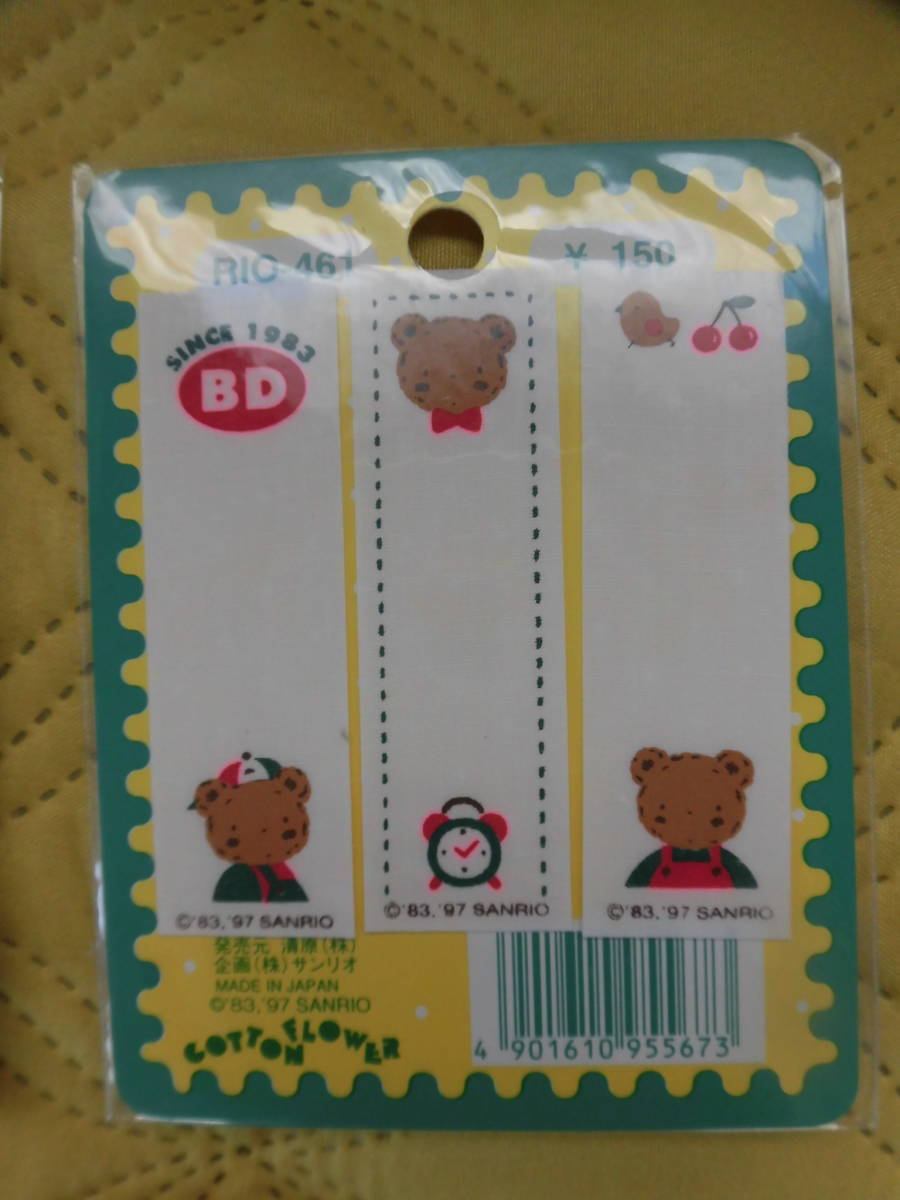 RIO-461
¥ 150
SINCE 1983
BD
©'83,'97 SANRIO
©'83,'97 SANRIO
©'83,'97 SANRIO
発売元 清原(株)
企画(株)サンリオ
MADE IN JAPAN
©'83,'97 SANRIO
COTTON FLOWER
4 901610 955673